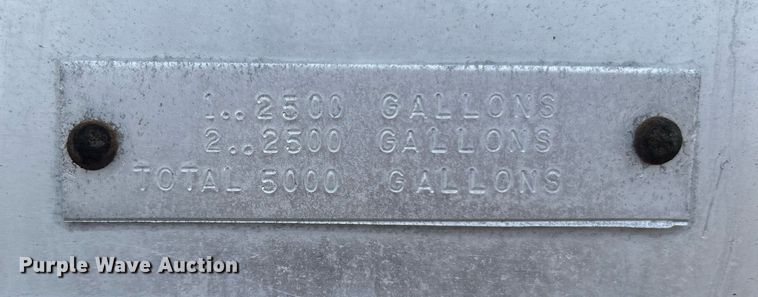 1.. 2500 GALLONS
2.. 2500 GALLONS
TOTAL 5000 GALLONS
Purple Wave Auction